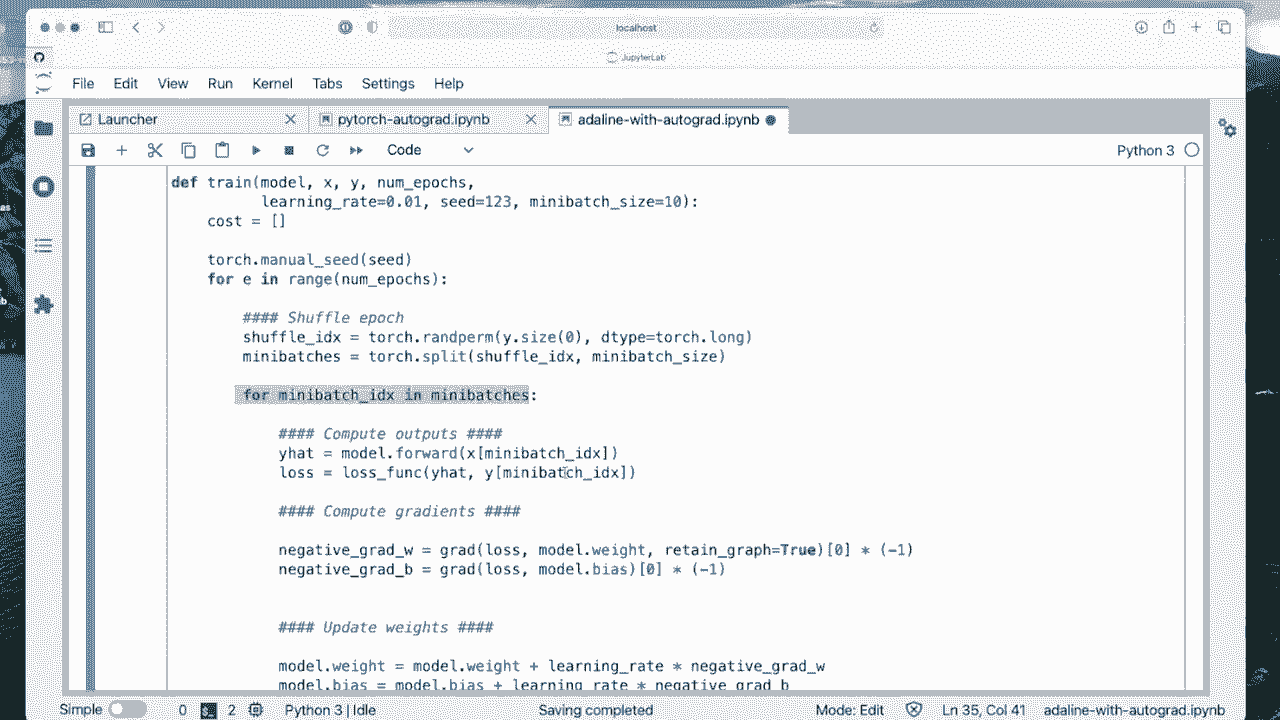 localhost
JupyterLab
File Edit View Run Kernel Tabs Settings Help
Launcher pytorch-autograd.ipynb adaline-with-autograd.ipynb
Code Python 3
def train(model, x, y, num_epochs,
learning_rate=0.01, seed=123, minibatch_size=10):
cost = []
torch.manual_seed(seed)
for e in range(num_epochs):
#### Shuffle epoch
shuffle_idx = torch.randperm(y.size(0), dtype=torch.long)
minibatches = torch.split(shuffle_idx, minibatch_size)
for minibatch_idx in minibatches:
#### Compute outputs ####
yhat = model.forward(x[minibatch_idx])
loss = loss_func(yhat, y[minibatch_idx])
#### Compute gradients ####
negative_grad_w = grad(loss, model.weight, retain_graph=True)[0] * (-1)
negative_grad_b = grad(loss, model.bias)[0] * (-1)
#### Update weights ####
model.weight = model.weight + learning_rate * negative_grad_w
model.bias = model.bias + learning_rate * negative_grad_b
Simple 0 2 Python 3 | Idle Saving completed Mode: Edit Ln 35, Col 41 adaline-with-autograd.ipynb